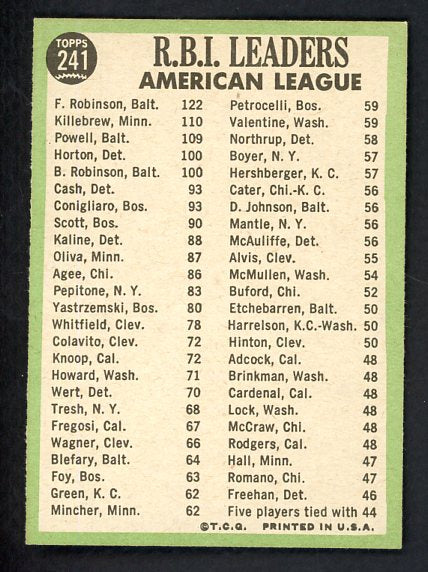 TOPPS
241
R.B.I. LEADERS
AMERICAN LEAGUE
F. Robinson, Balt. 122
Killebrew, Minn. 110
Powell, Balt. 109
Horton, Det. 100
B. Robinson, Balt. 100
Cash, Det. 93
Conigliaro, Bos. 93
Scott, Bos. 90
Kaline, Det. 88
Oliva, Minn. 87
Agee, Chi. 86
Pepitone, N. Y. 83
Yastrzemski, Bos. 80
Whitfield, Clev. 78
Colavito, Clev. 72
Knoop, Cal. 72
Howard, Wash. 71
Wert, Det. 70
Tresh, N. Y. 68
Fregosi, Cal. 67
Wagner, Clev. 66
Blefary, Balt. 64
Foy, Bos. 63
Green, K. C. 62
Mincher, Minn. 62
Petrocelli, Bos. 59
Valentine, Wash. 59
Northrup, Det. 58
Boyer, N. Y. 57
Hershberger, K. C. 57
Cater, Chi.-K. C. 56
D. Johnson, Balt. 56
Mantle, N. Y. 56
McAuliffe, Det. 56
Alvis, Clev. 55
McMullen, Wash. 54
Buford, Chi. 52
Etchebarren, Balt. 50
Harrelson, K.C.-Wash. 50
Hinton, Clev. 50
Adcock, Cal. 48
Brinkman, Wash. 48
Cardenal, Cal. 48
Lock, Wash. 48
McCraw, Chi. 48
Rodgers, Cal. 48
Hall, Minn. 47
Romano, Chi. 47
Freehan, Det. 46
Five players tied with 44
©T.C.G. PRINTED IN U.S.A.